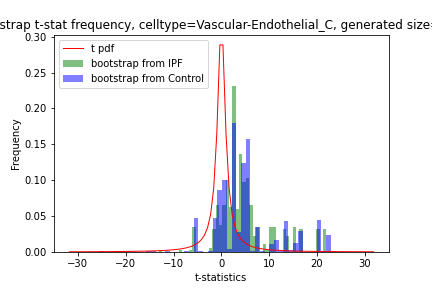 strap t-stat frequency, celltype=Vascular-Endothelial_C, generated size=
t pdf
bootstrap from IPF
bootstrap from Control
Frequency
0.30
0.25
0.20
0.15
0.10
0.05
0.00
−30 −20 −10 0 10 20 30
t-statistics